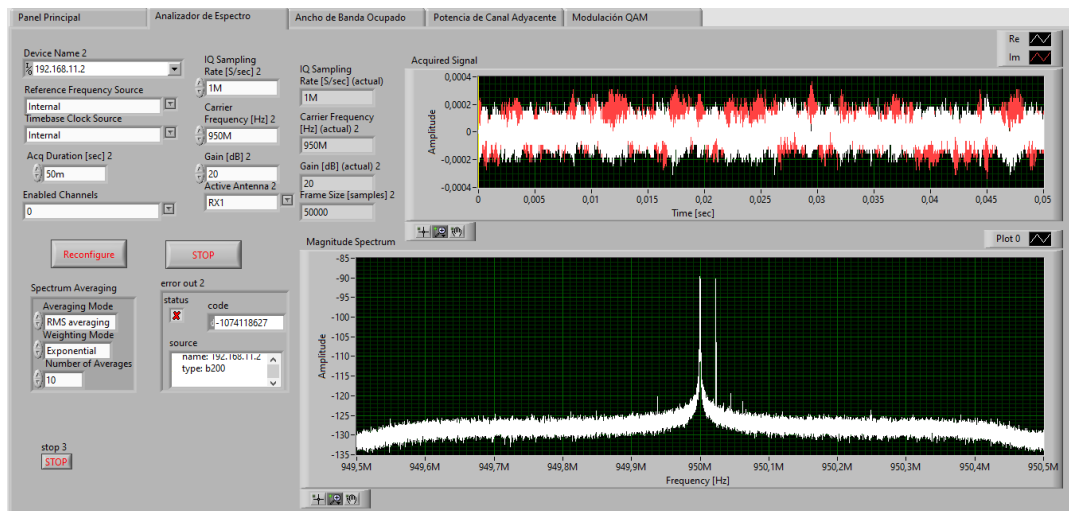 Panel Principal
Analizador de Espectro
Ancho de Banda Ocupado
Potencia de Canal Adyacente
Modulación QAM
Device Name 2
192.168.11.2
Reference Frequency Source
Internal
Timebase Clock Source
Internal
Acq Duration [sec] 2
50m
Enabled Channels
0
IQ Sampling
Rate [S/sec] 2
1M
Carrier
Frequency [Hz] 2
950M
Gain [dB] 2
20
Active Antenna 2
RX1
IQ Sampling
Rate [S/sec] (actual)
1M
Carrier Frequency
[Hz] (actual) 2
950M
Gain [dB] (actual) 2
20
Frame Size [samples] 2
50000
Reconfigure
STOP
Spectrum Averaging
Averaging Mode
RMS averaging
Weighting Mode
Exponential
Number of Averages
10
error out 2
status
code
-1074118627
source
name: 192.168.11.2
type: b200
stop 3
STOP
Acquired Signal
Re
Im
Amplitude
0,0004
0,0002
0
-0,0002
-0,0004
0 0,005 0,01 0,015 0,02 0,025 0,03 0,035 0,04 0,045 0,05
Time [sec]
Magnitude Spectrum
Plot 0
Amplitude
-85
-90
-95
-100
-105
-110
-115
-120
-125
-130
-135
949,5M 949,6M 949,7M 949,8M 949,9M 950M 950,1M 950,2M 950,3M 950,4M 950,5M
Frequency [Hz]